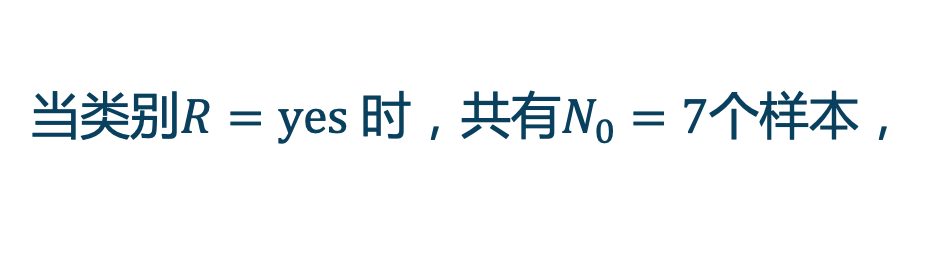 当类别R = yes 时，共有N₀ = 7个样本，